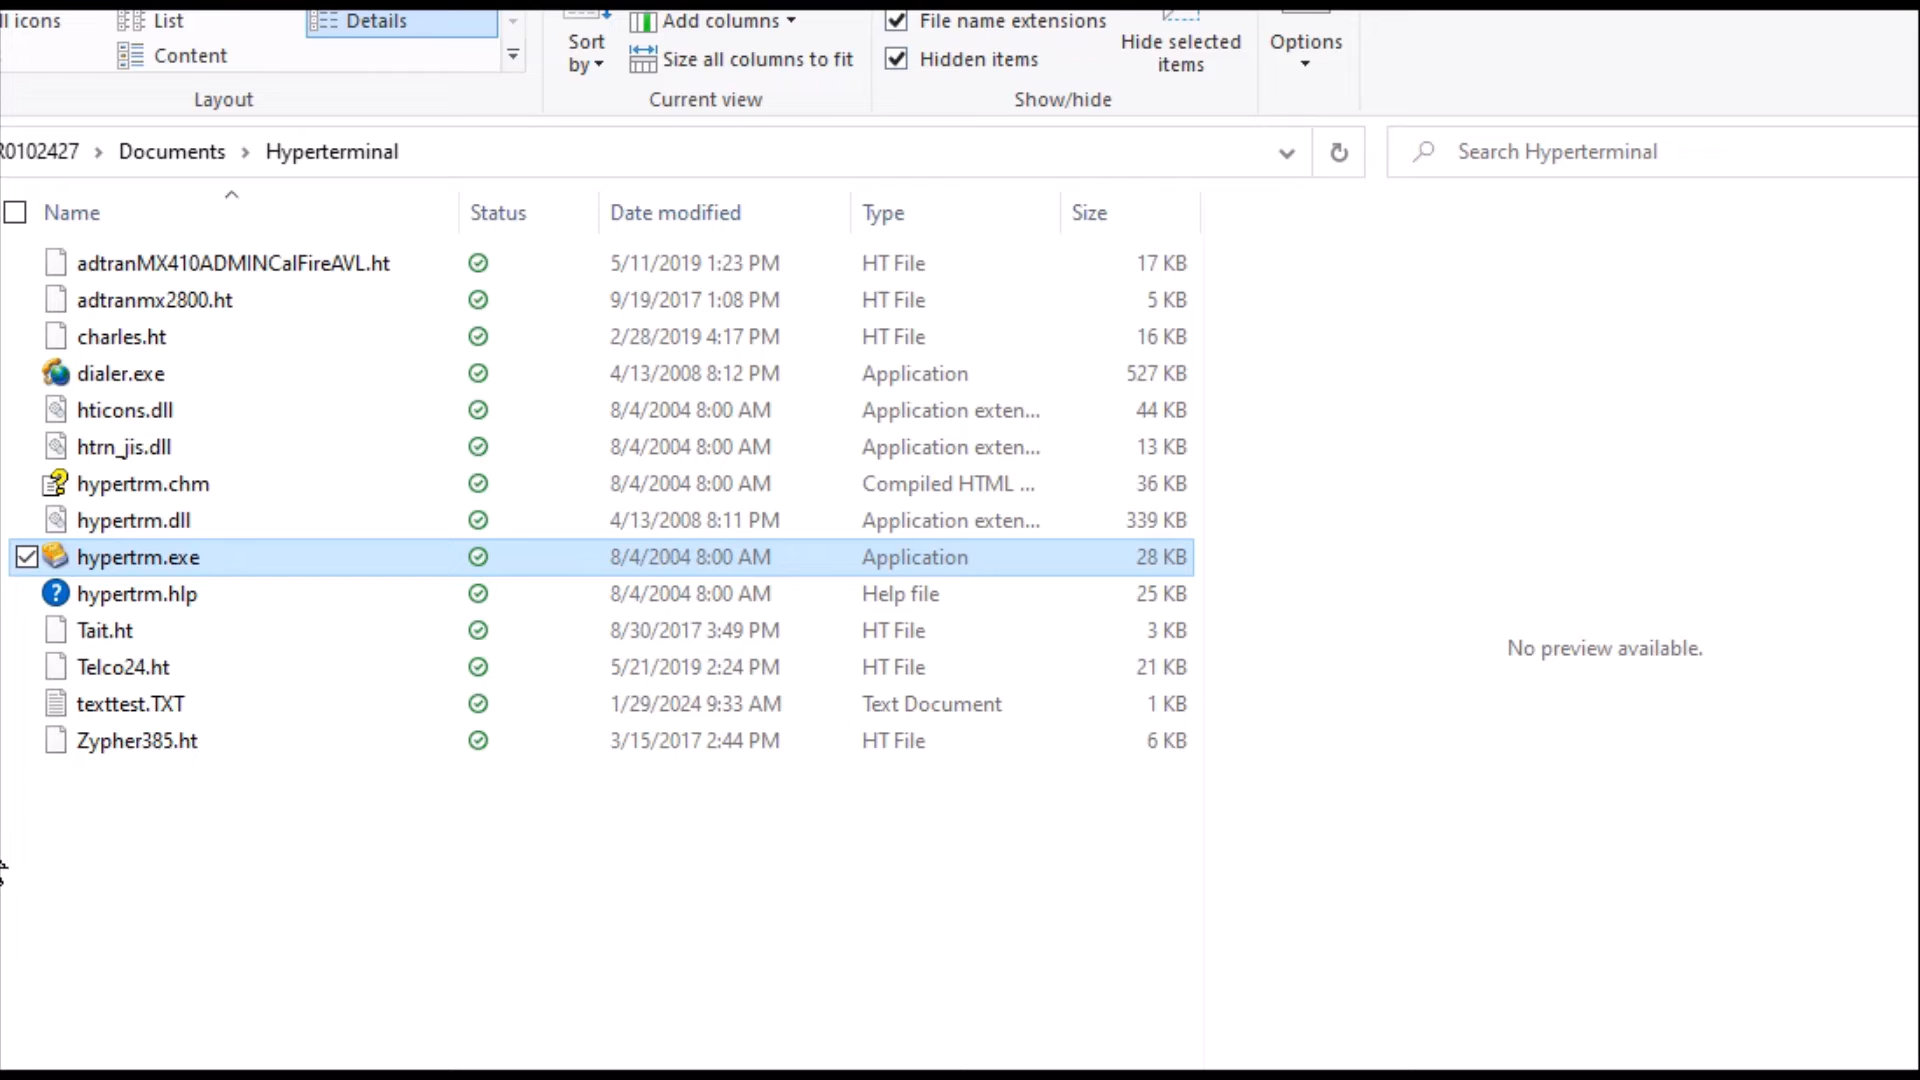 ll icons List Details
Content
Sort by
Add columns
Size all columns to fit
File name extensions
Hidden items
Hide selected items
Options
Layout Current view Show/hide
R0102427 > Documents > Hyperterminal
Search Hyperterminal
Name Status Date modified Type Size
adtranMX410ADMINCalFireAVL.ht 5/11/2019 1:23 PM HT File 17 KB
adtranmx2800.ht 9/19/2017 1:08 PM HT File 5 KB
charles.ht 2/28/2019 4:17 PM HT File 16 KB
dialer.exe 4/13/2008 8:12 PM Application 527 KB
hticons.dll 8/4/2004 8:00 AM Application exten... 44 KB
htrn_jis.dll 8/4/2004 8:00 AM Application exten... 13 KB
hypertrm.chm 8/4/2004 8:00 AM Compiled HTML ... 36 KB
hypertrm.dll 4/13/2008 8:11 PM Application exten... 339 KB
hypertrm.exe 8/4/2004 8:00 AM Application 28 KB
hypertrm.hlp 8/4/2004 8:00 AM Help file 25 KB
Tait.ht 8/30/2017 3:49 PM HT File 3 KB
Telco24.ht 5/21/2019 2:24 PM HT File 21 KB
texttest.TXT 1/29/2024 9:33 AM Text Document 1 KB
Zypher385.ht 3/15/2017 2:44 PM HT File 6 KB
No preview available.